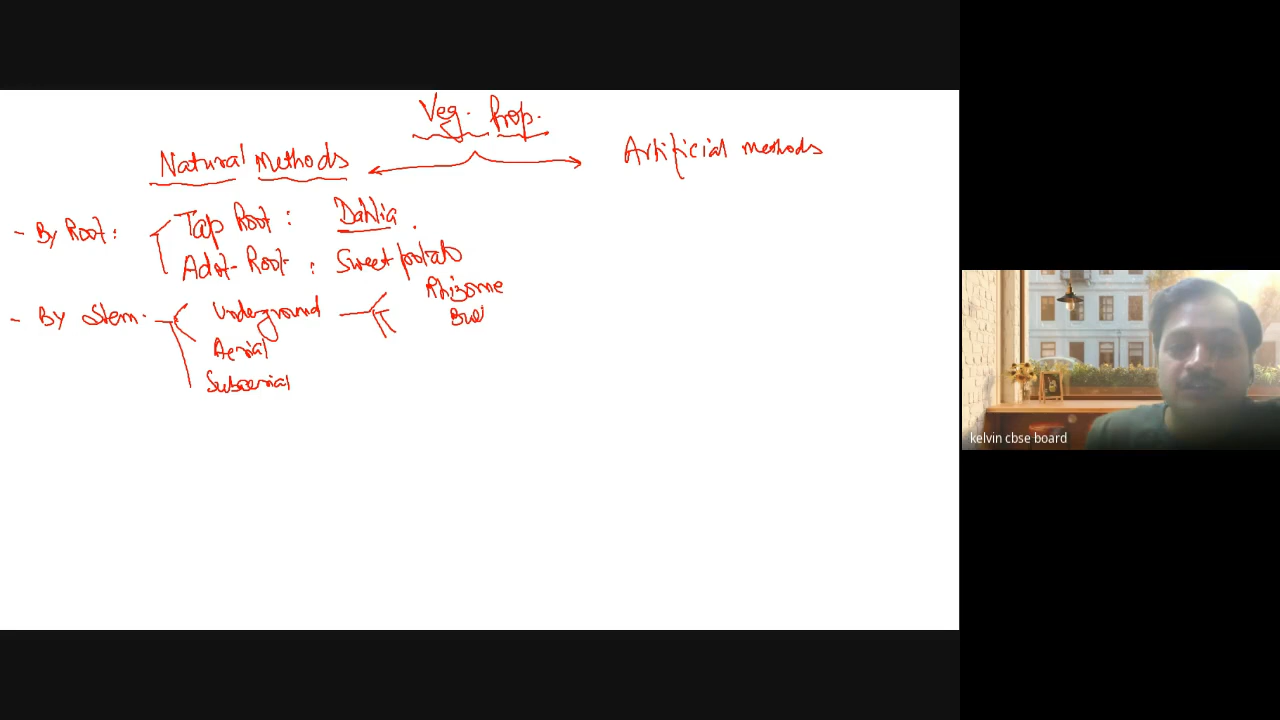 Veg. Prop.
Natural Methods
Artificial methods
- By Root:
Tap Root : Dahlia.
Adv. Root : Sweet potato
- By Stem.
Underground
Rhizome
Aerial
Subaerial
kelvin cbse board